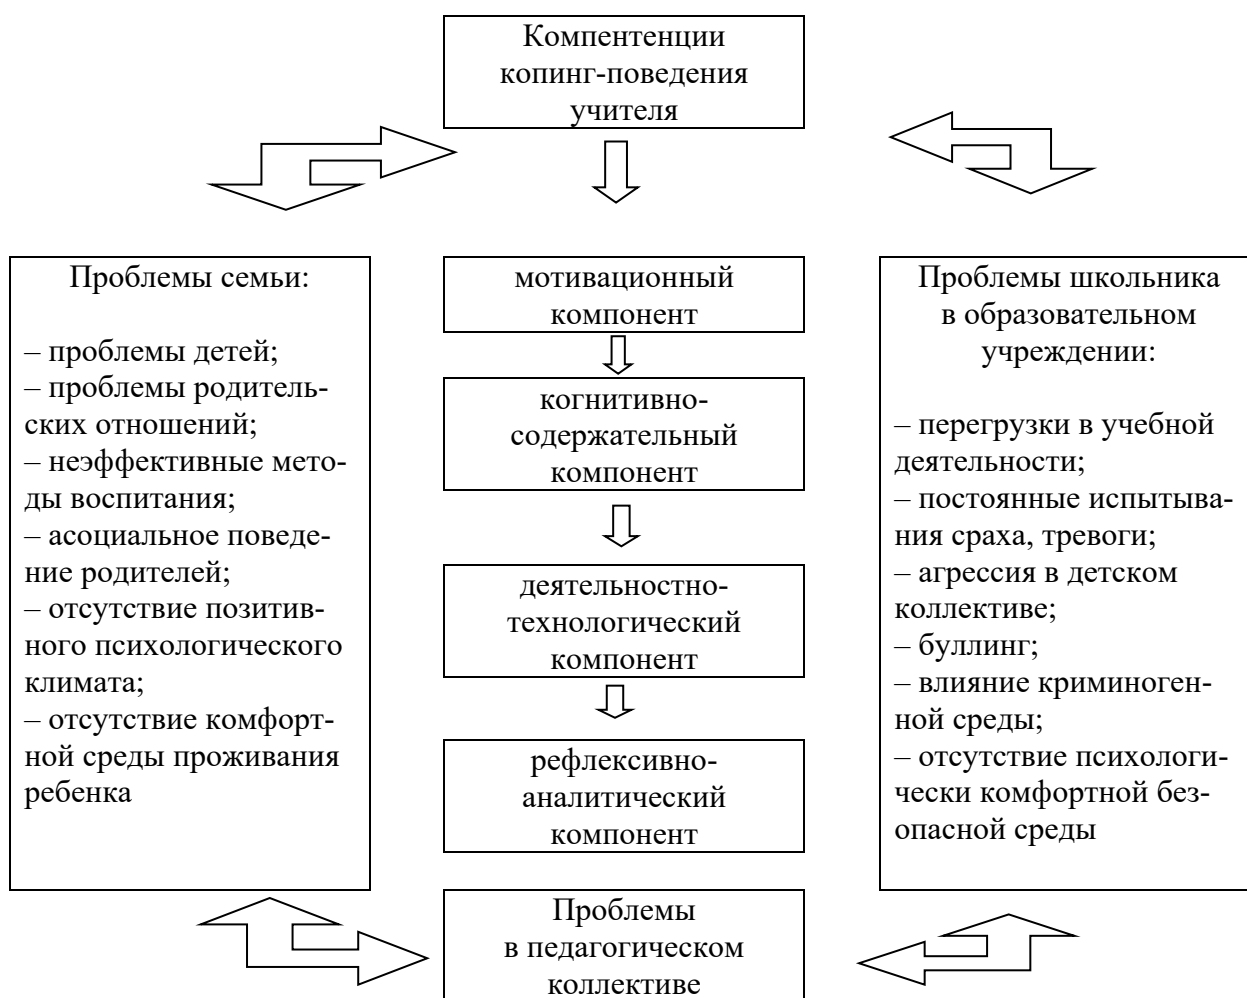 Компентенции
копинг-поведения
учителя
Проблемы семьи:
– проблемы детей;
– проблемы родитель-
ских отношений;
– неэффективные мето-
ды воспитания;
– асоциальное поведе-
ние родителей;
– отсутствие позитив-
ного психологического
климата;
– отсутствие комфорт-
ной среды проживания
ребенка
мотивационный
компонент
когнитивно-
содержательный
компонент
деятельностно-
технологический
компонент
рефлексивно-
аналитический
компонент
Проблемы школьника
в образовательном
учреждении:
– перегрузки в учебной
деятельности;
– постоянные испытыва-
ния сраха, тревоги;
– агрессия в детском
коллективе;
– буллинг;
– влияние криминоген-
ной среды;
– отсутствие психологи-
чески комфортной без-
опасной среды
Проблемы
в педагогическом
коллективе